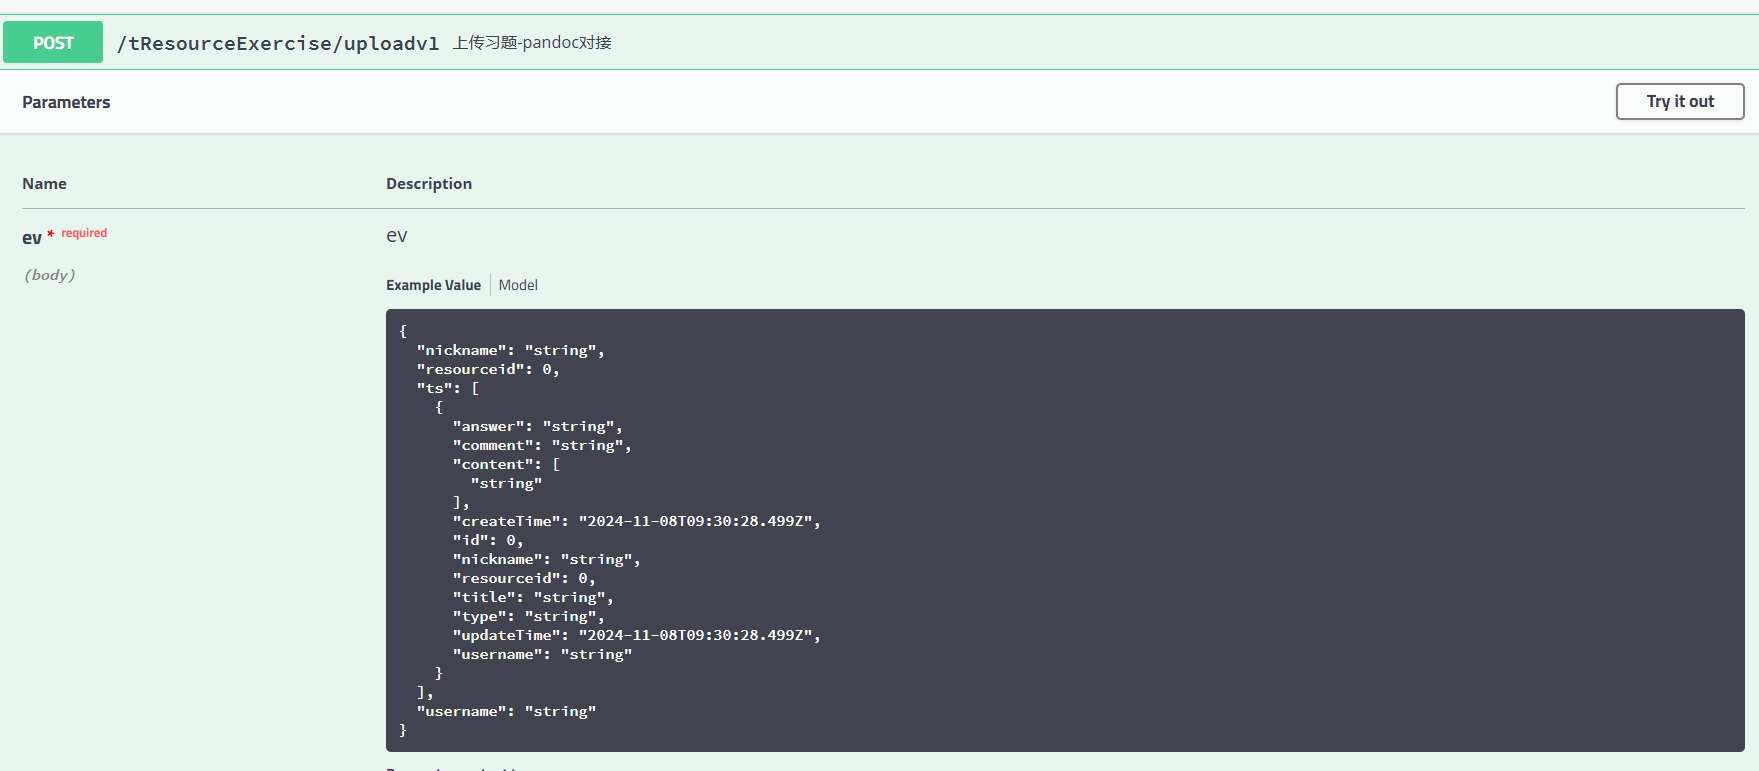 POST /tResourceExercise/uploadv1 上传习题-pandoc对接
Parameters
Try it out
Name Description
ev * required ev
(body)
Example Value Model
{
"nickname": "string",
"resourceid": 0,
"ts": [
{
"answer": "string",
"comment": "string",
"content": [
"string"
],
"createTime": "2024-11-08T09:30:28.499Z",
"id": 0,
"nickname": "string",
"resourceid": 0,
"title": "string",
"type": "string",
"updateTime": "2024-11-08T09:30:28.499Z",
"username": "string"
}
],
"username": "string"
}